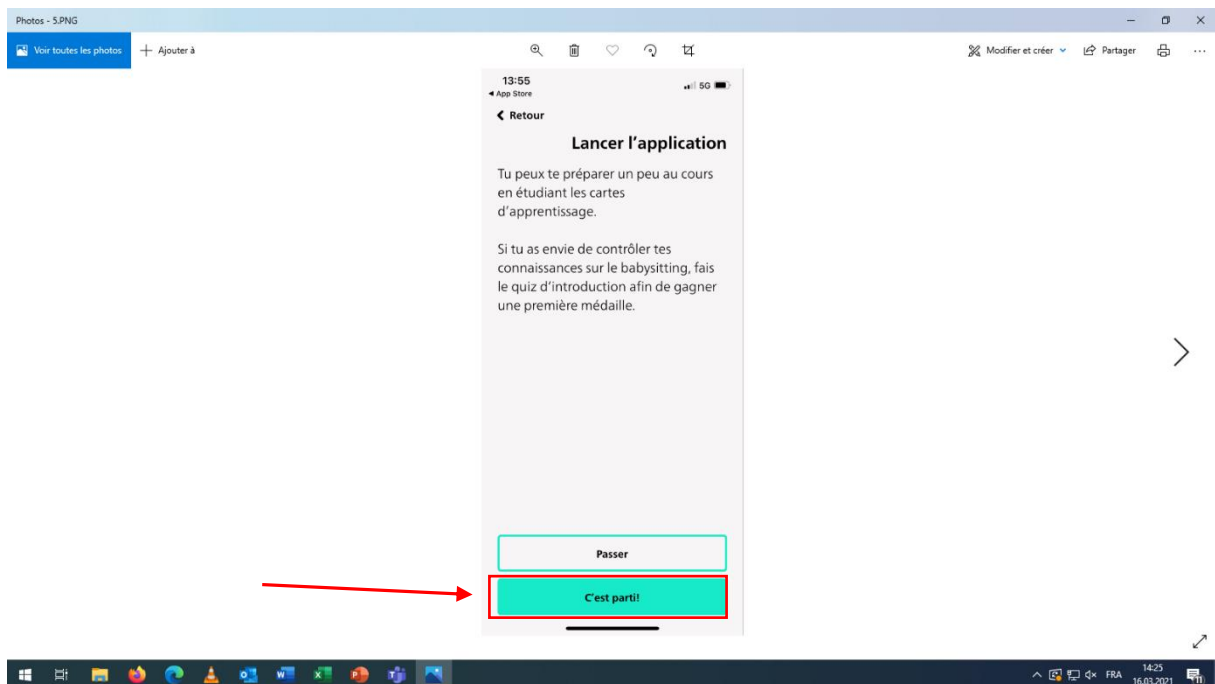 Photos - 5.PNG
Voir toutes les photos
Ajouter à
Modifier et créer
Partager
13:55
5G
App Store
Retour
Lancer l'application
Tu peux te préparer un peu au cours
en étudiant les cartes
d'apprentissage.
Si tu as envie de contrôler tes
connaissances sur le babysitting, fais
le quiz d'introduction afin de gagner
une première médaille.
Passer
C'est parti!
FRA
14:25
16.03.2021